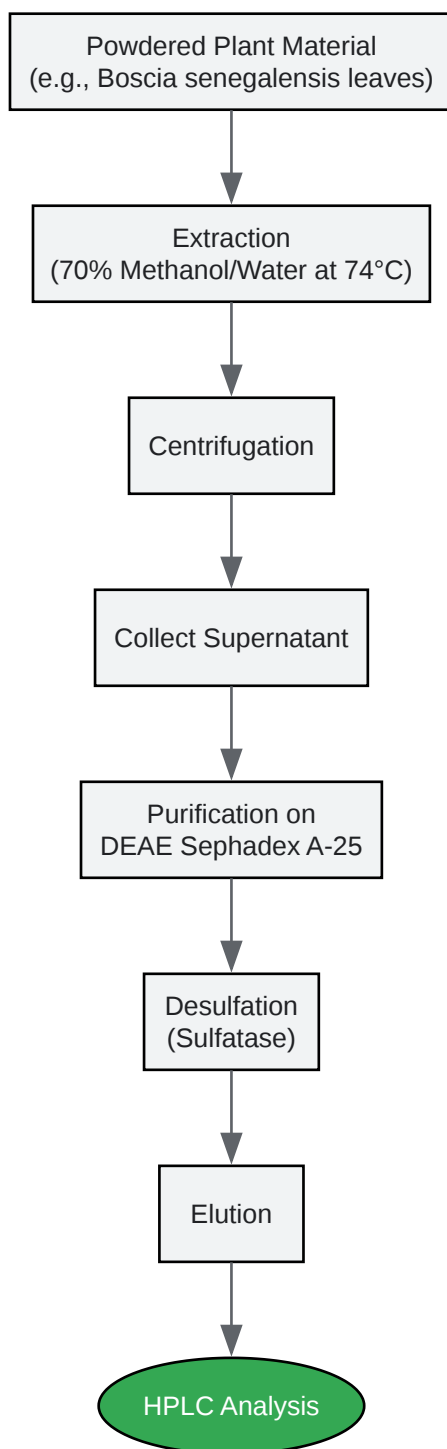 Powdered Plant Material
(e.g., Boscia senegalensis leaves)
Extraction
(70% Methanol/Water at 74°C)
Centrifugation
Collect Supernatant
Purification on
DEAE Sephadex A-25
Desulfation
(Sulfatase)
Elution
HPLC Analysis